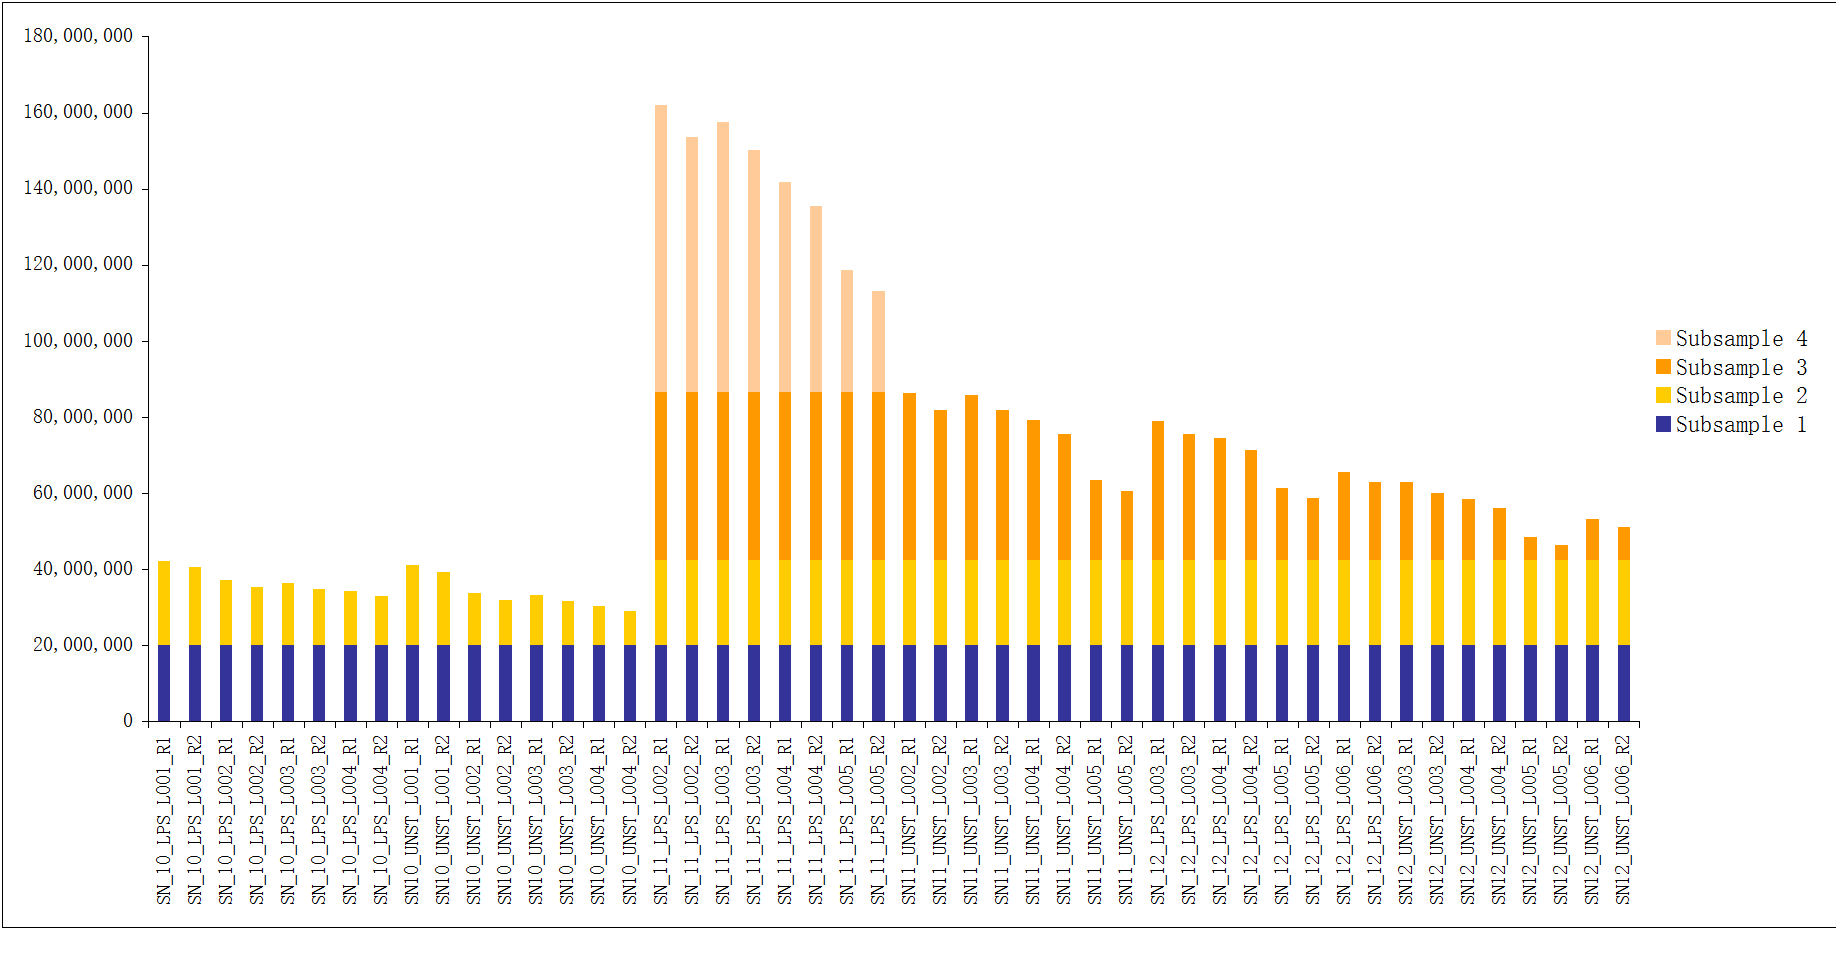 180,000,000
160,000,000
140,000,000
120,000,000
100,000,000
80,000,000
60,000,000
40,000,000
20,000,000
0
Subsample 4
Subsample 3
Subsample 2
Subsample 1
SN_10_LPS_L001_R1
SN_10_LPS_L001_R2
SN_10_LPS_L002_R1
SN_10_LPS_L002_R2
SN_10_LPS_L003_R1
SN_10_LPS_L003_R2
SN_10_LPS_L004_R1
SN_10_LPS_L004_R2
SN10_UNST_L001_R1
SN10_UNST_L001_R2
SN10_UNST_L002_R1
SN10_UNST_L002_R2
SN10_UNST_L003_R1
SN10_UNST_L003_R2
SN10_UNST_L004_R1
SN10_UNST_L004_R2
SN_11_LPS_L002_R1
SN_11_LPS_L002_R2
SN_11_LPS_L003_R1
SN_11_LPS_L003_R2
SN_11_LPS_L004_R1
SN_11_LPS_L004_R2
SN_11_LPS_L005_R1
SN_11_LPS_L005_R2
SN11_UNST_L002_R1
SN11_UNST_L002_R2
SN11_UNST_L003_R1
SN11_UNST_L003_R2
SN11_UNST_L004_R1
SN11_UNST_L004_R2
SN11_UNST_L005_R1
SN11_UNST_L005_R2
SN_12_LPS_L003_R1
SN_12_LPS_L003_R2
SN_12_LPS_L004_R1
SN_12_LPS_L004_R2
SN_12_LPS_L005_R1
SN_12_LPS_L005_R2
SN_12_LPS_L006_R1
SN_12_LPS_L006_R2
SN12_UNST_L003_R1
SN12_UNST_L003_R2
SN12_UNST_L004_R1
SN12_UNST_L004_R2
SN12_UNST_L005_R1
SN12_UNST_L005_R2
SN12_UNST_L006_R1
SN12_UNST_L006_R2